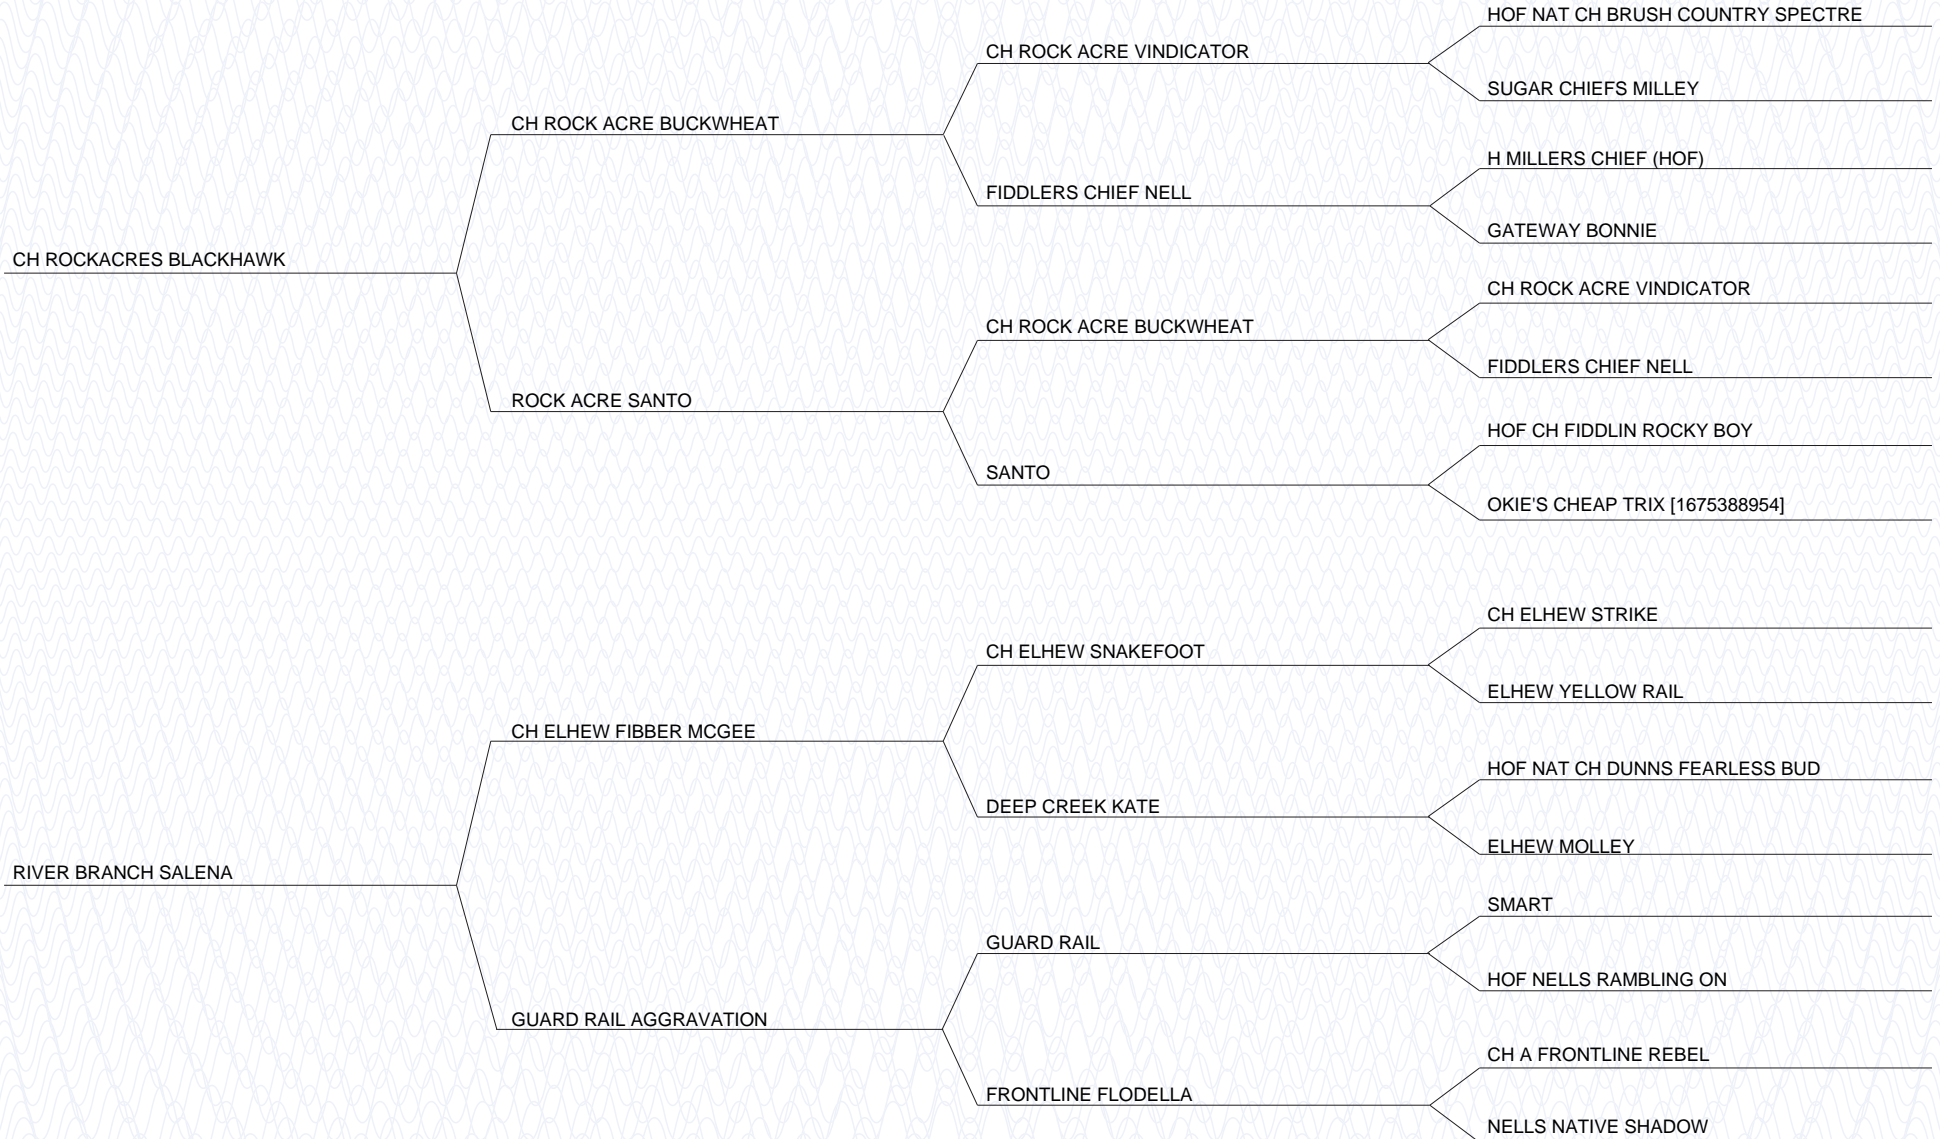 HOF NAT CH BRUSH COUNTRY SPECTRE
CH ROCK ACRE VINDICATOR
SUGAR CHIEFS MILLEY
CH ROCK ACRE BUCKWHEAT
H MILLERS CHIEF (HOF)
FIDDLERS CHIEF NELL
GATEWAY BONNIE
CH ROCKACRES BLACKHAWK
CH ROCK ACRE VINDICATOR
CH ROCK ACRE BUCKWHEAT
FIDDLERS CHIEF NELL
ROCK ACRE SANTO
HOF CH FIDDLIN ROCKY BOY
SANTO
OKIE'S CHEAP TRIX [1675388954]
CH ELHEW STRIKE
CH ELHEW SNAKEFOOT
ELHEW YELLOW RAIL
CH ELHEW FIBBER MCGEE
HOF NAT CH DUNNS FEARLESS BUD
DEEP CREEK KATE
ELHEW MOLLEY
RIVER BRANCH SALENA
SMART
GUARD RAIL
HOF NELLS RAMBLING ON
GUARD RAIL AGGRAVATION
CH A FRONTLINE REBEL
FRONTLINE FLODELLA
NELLS NATIVE SHADOW